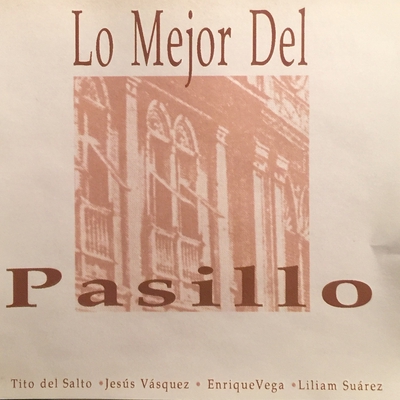 Lo Mejor Del
Pasillo
Tito del Salto • Jesús Vásquez • EnriqueVega • Liliam Suárez